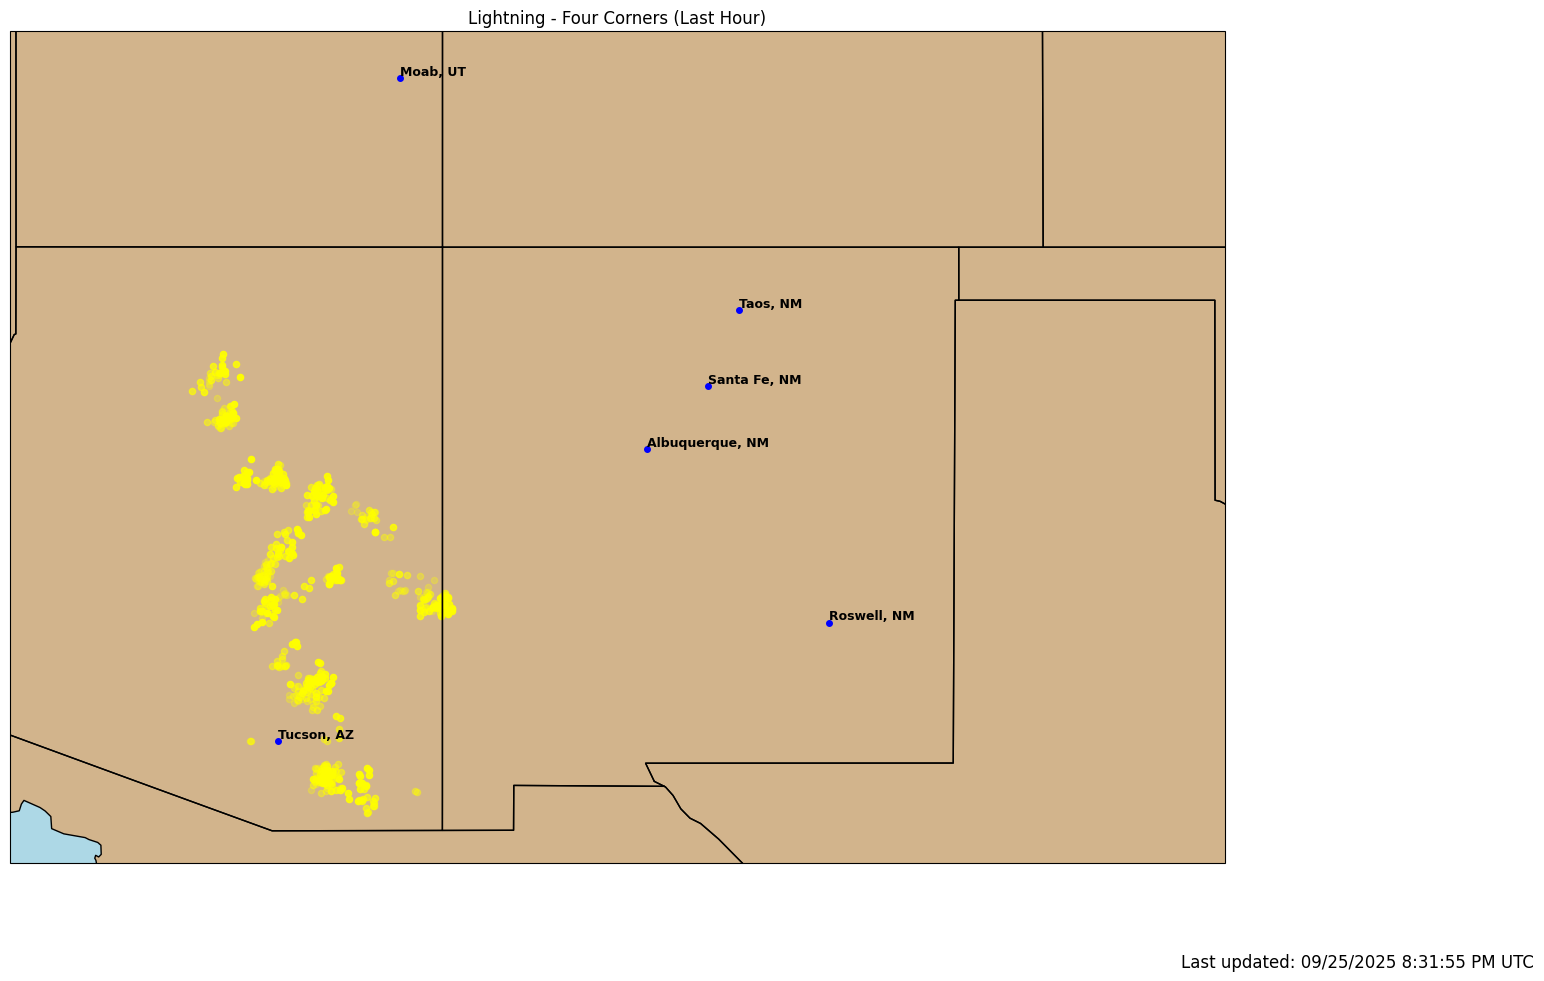 Lightning - Four Corners (Last Hour)
Moab, UT
Taos, NM
Santa Fe, NM
Albuquerque, NM
Roswell, NM
Tucson, AZ
Last updated: 09/25/2025 8:31:55 PM UTC